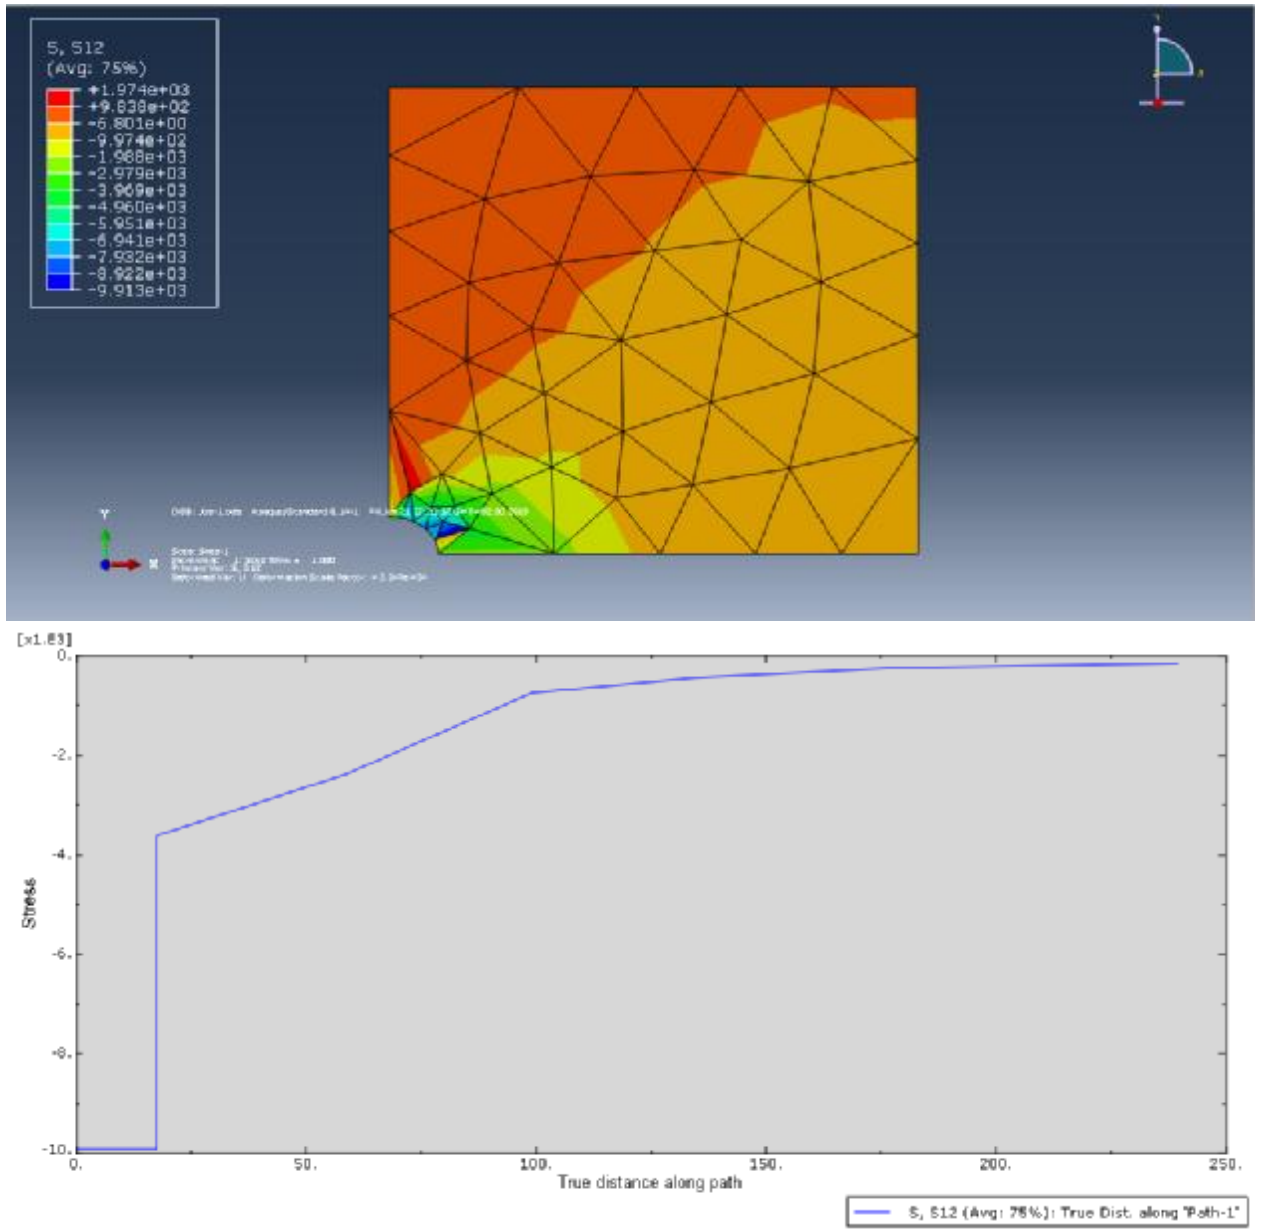 S, S12
(Avg: 75%)
+1.974e+03
+9.838e+02
-6.801e+00
-9.974e+02
-1.988e+03
-2.979e+03
-3.969e+03
-4.960e+03
-5.951e+03
-6.941e+03
-7.932e+03
-8.922e+03
-9.913e+03
Y
X
[x1.E3]
0.
-2.
-4.
-6.
-8.
-10.
Stress
0.
50.
100.
150.
200.
250.
True distance along path
S, S12 (Avg: 75%): True Dist. along "Path-1"